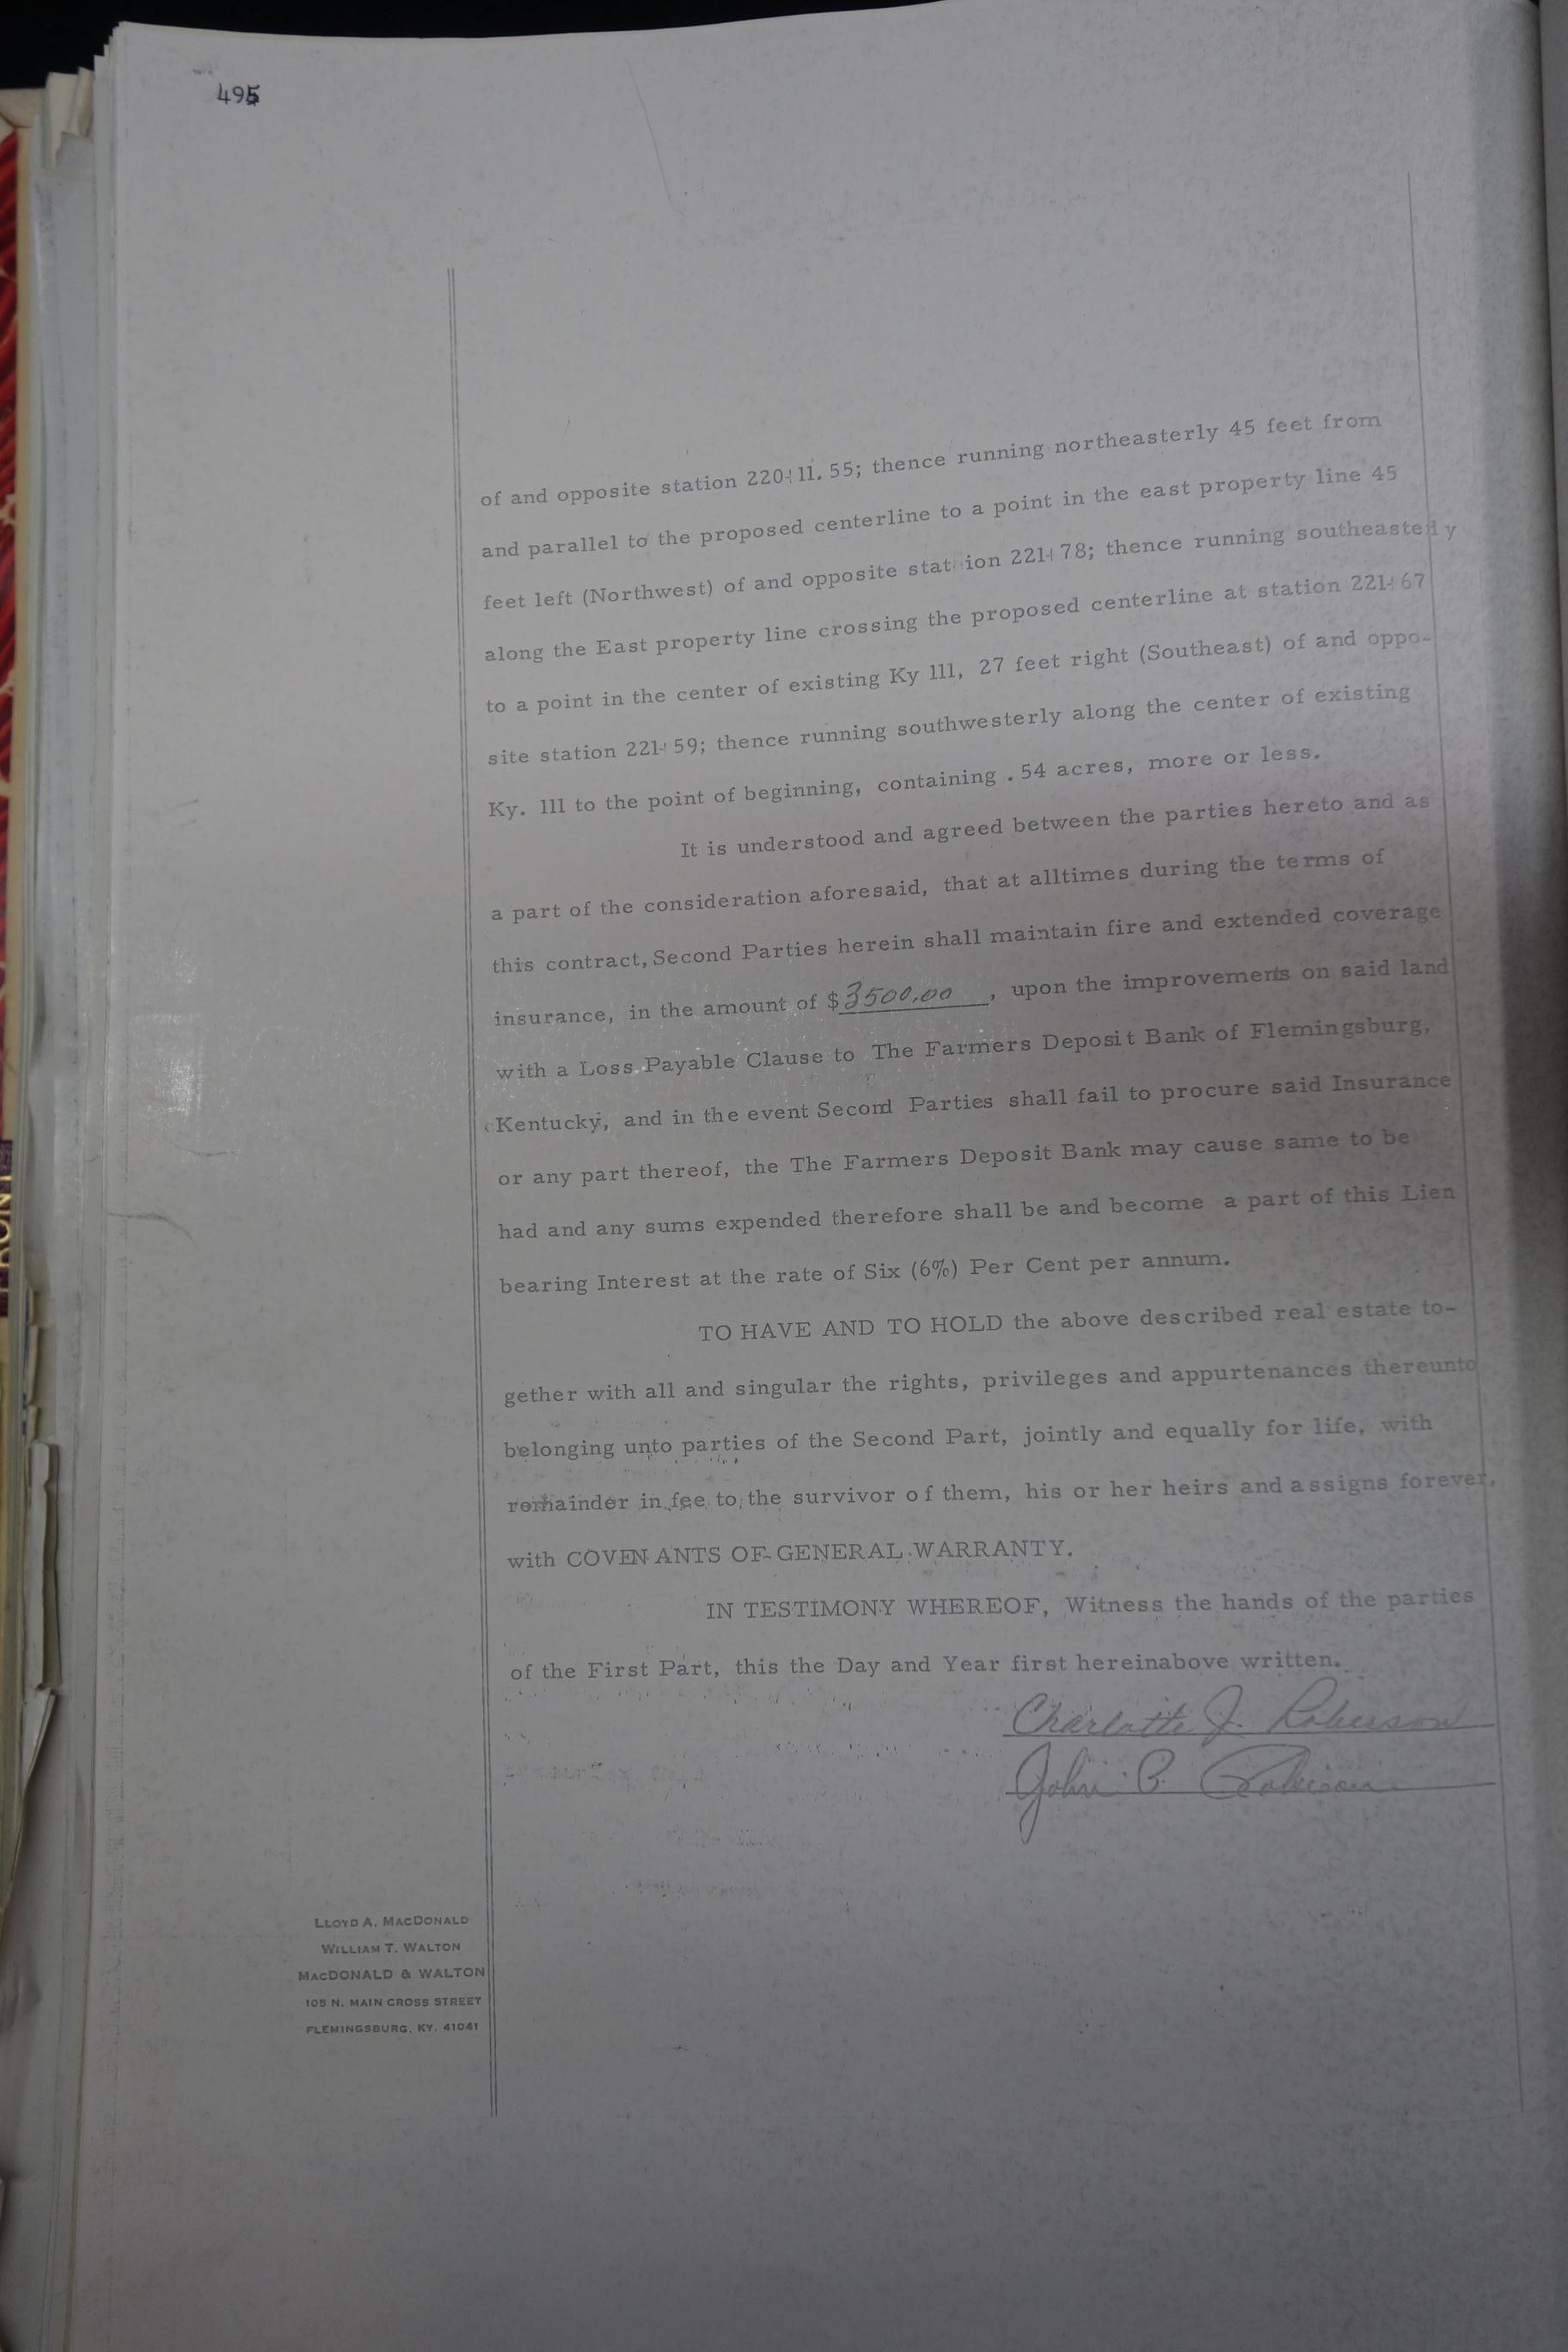 495
of and opposite station 220+11.55; thence running northeasterly 45 feet from
and parallel to the proposed centerline to a point in the east property line 45
feet left (Northwest) of and opposite station 221+78; thence running southeasterly
along the East property line crossing the proposed centerline at station 221+67
to a point in the center of existing Ky 111, 27 feet right (Southeast) of and oppo-
site station 221+59; thence running southwesterly along the center of existing
Ky. 111 to the point of beginning, containing .54 acres, more or less.
It is understood and agreed between the parties hereto and as
a part of the consideration aforesaid, that at alltimes during the terms of
this contract, Second Parties herein shall maintain fire and extended coverage
insurance, in the amount of $3500.00, upon the improvements on said land
with a Loss Payable Clause to The Farmers Deposit Bank of Flemingsburg,
Kentucky, and in the event Second Parties shall fail to procure said Insurance
or any part thereof, the The Farmers Deposit Bank may cause same to be
had and any sums expended therefore shall be and become a part of this Lien
bearing Interest at the rate of Six (6%) Per Cent per annum.
TO HAVE AND TO HOLD the above described real estate to-
gether with all and singular the rights, privileges and appurtenances thereunto
belonging unto parties of the Second Part, jointly and equally for life, with
remainder in fee to the survivor of them, his or her heirs and assigns forever,
with COVENANTS OF GENERAL WARRANTY.
IN TESTIMONY WHEREOF, Witness the hands of the parties
of the First Part, this the Day and Year first hereinabove written.
Charlotte J. Roberson
John B. Roberson
LLOYD A. MACDONALD
WILLIAM T. WALTON
MACDONALD & WALTON
105 N. MAIN CROSS STREET
FLEMINGSBURG, KY. 41041